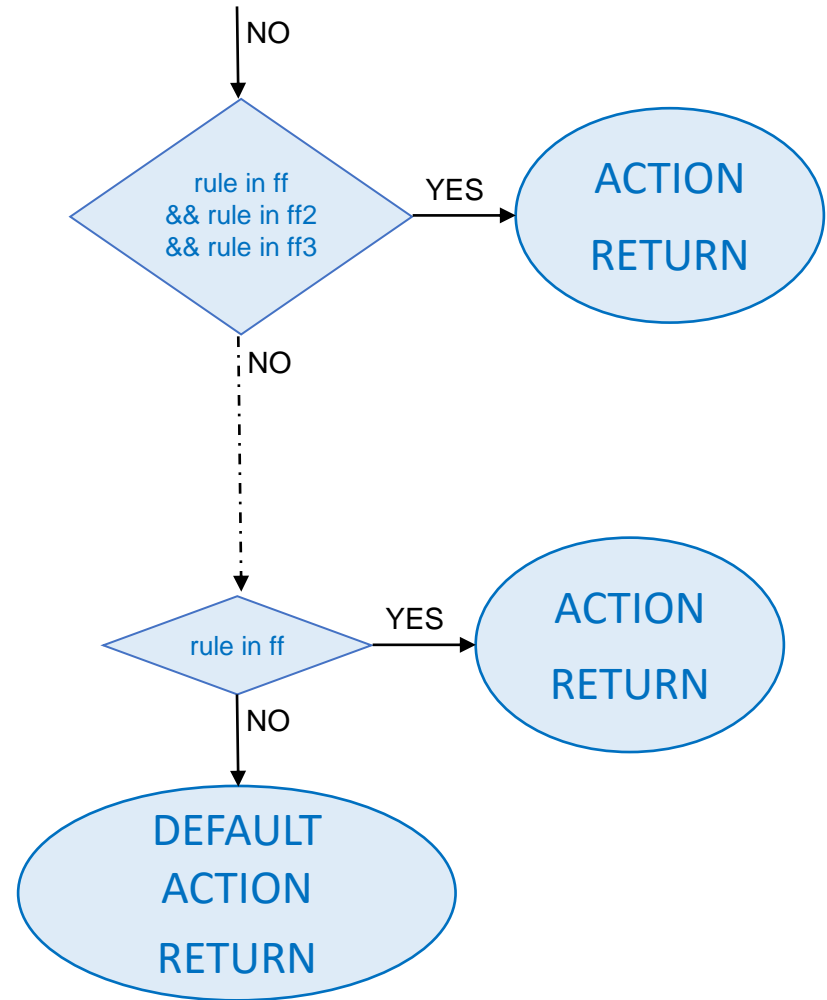 NO
rule in ff
&& rule in ff2
&& rule in ff3
YES
ACTION
RETURN
NO
rule in ff
YES
ACTION
RETURN
NO
DEFAULT
ACTION
RETURN